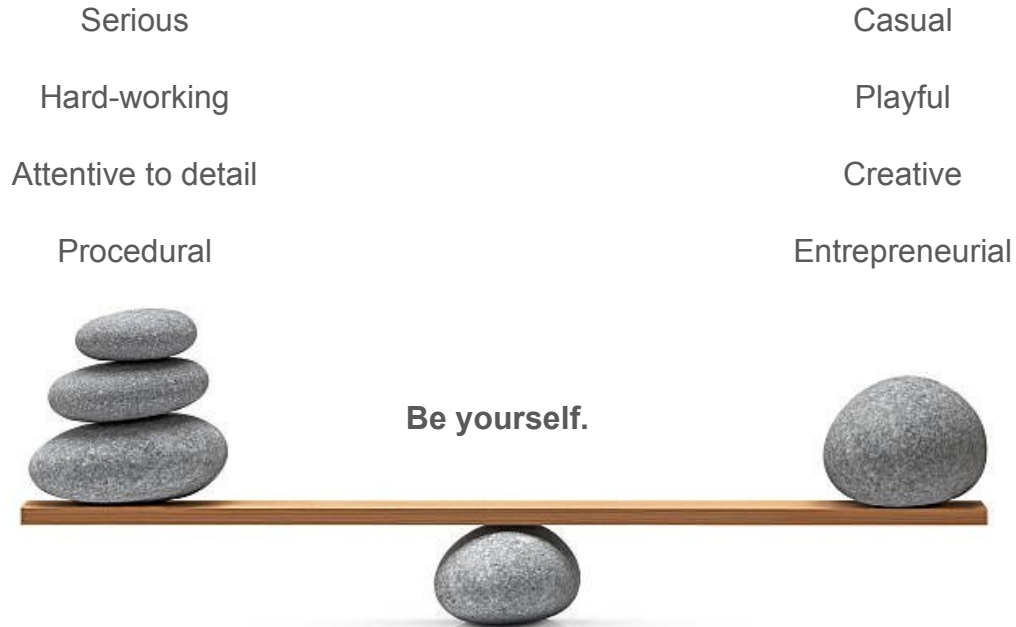 Serious
Casual
Hard-working
Playful
Attentive to detail
Creative
Procedural
Entrepreneurial
Be yourself.